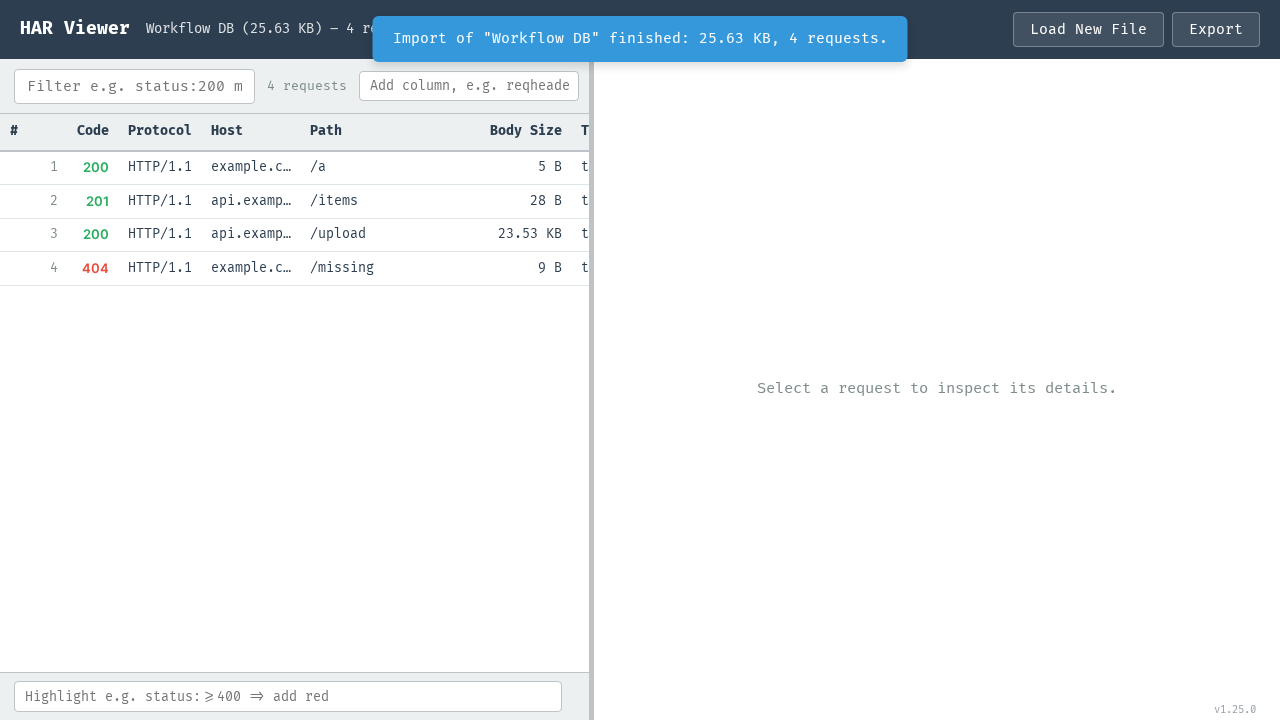 HAR Viewer Workflow DB (25.63 KB) — 4 re
Import of "Workflow DB" finished: 25.63 KB, 4 requests.
Load New File Export
Filter e.g. status:200 m 4 requests Add column, e.g. reqheade
# Code Protocol Host Path Body Size T
1 200 HTTP/1.1 example.c… /a 5 B t
2 201 HTTP/1.1 api.examp… /items 28 B t
3 200 HTTP/1.1 api.examp… /upload 23.53 KB t
4 404 HTTP/1.1 example.c… /missing 9 B t
Select a request to inspect its details.
Highlight e.g. status:>=400 => add red
v1.25.0